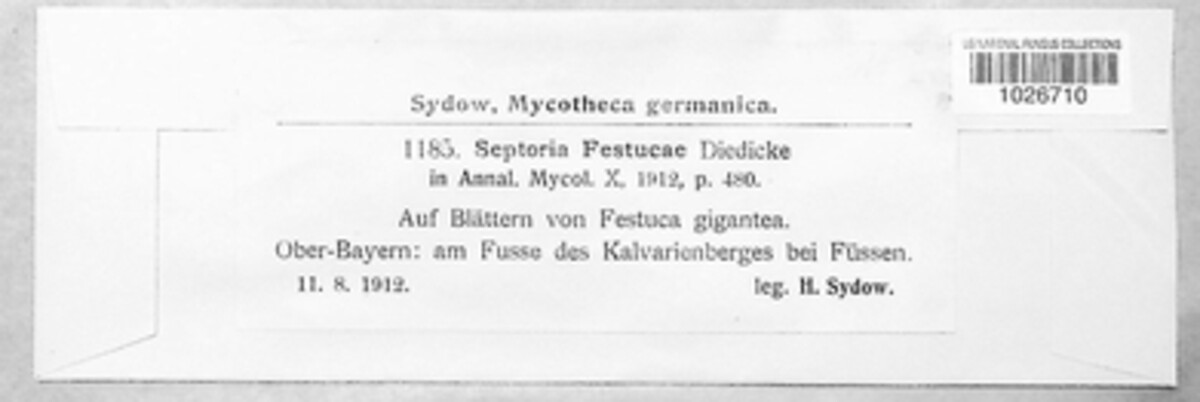 US NATIONAL FUNGUS COLLECTIONS
1026710
Sydow, Mycotheca germanica.
1185. Septoria Festucae Diedicke
in Annal. Mycol. X, 1912, p. 480.
Auf Blättern von Festuca gigantea.
Ober-Bayern: am Fusse des Kalvarienberges bei Füssen.
11. 8. 1912. leg. H. Sydow.